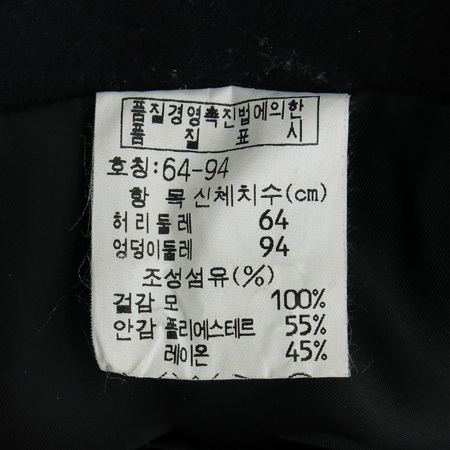 품질경영촉진법에의한
품 질 표 시
호칭:64-94
항 목 신체치수(cm)
허리둘레 64
엉덩이둘레 94
조성섬유(%)
겉감 모 100%
안감 폴리에스테르 55%
레이온 45%